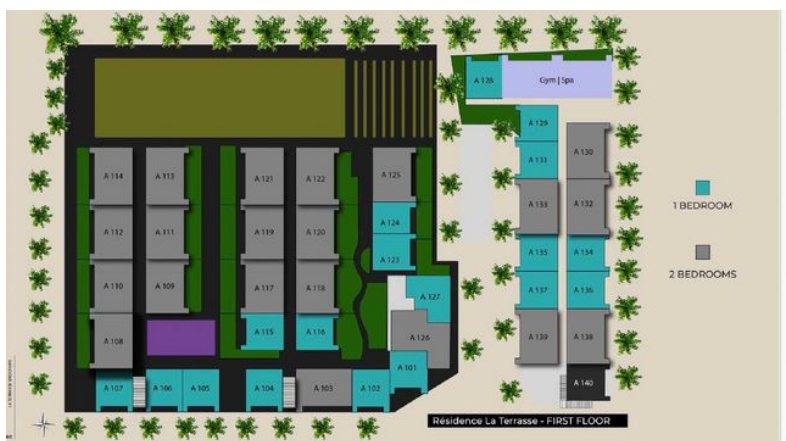 A 128
Gym | Spa
A 129
A 130
A 131
A 114
A 113
A 121
A 122
A 125
A 133
A 132
A 124
A 112
A 111
A 119
A 120
A 123
A 135
A 134
A 110
A 109
A 117
A 118
A 127
A 137
A 136
A 108
A 115
A 116
A 126
A 139
A 138
A 101
A 107
A 106
A 105
A 104
A 103
A 102
A 140
1 BEDROOM
2 BEDROOMS
Résidence La Terrasse - FIRST FLOOR